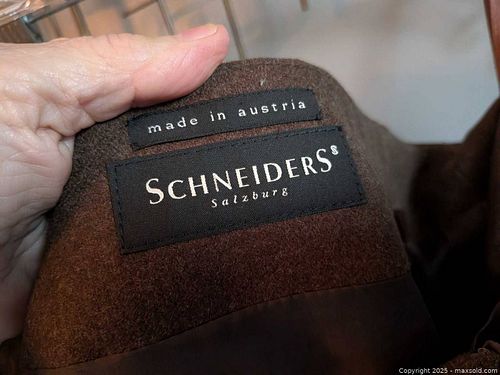 made in austria
SCHNEIDERS S
Salzburg
Copyright 2025 - maxsold.com